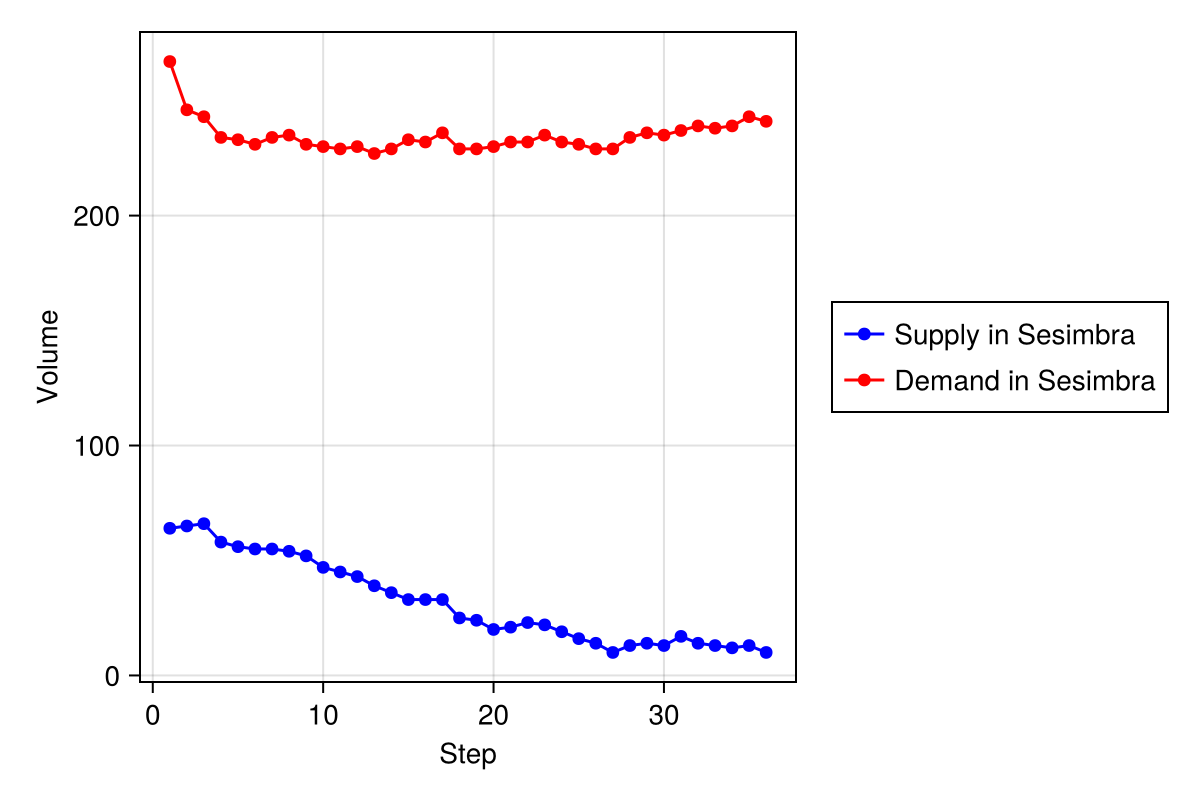 200
100
0
Volume
0 10 20 30
Step
Supply in Sesimbra
Demand in Sesimbra